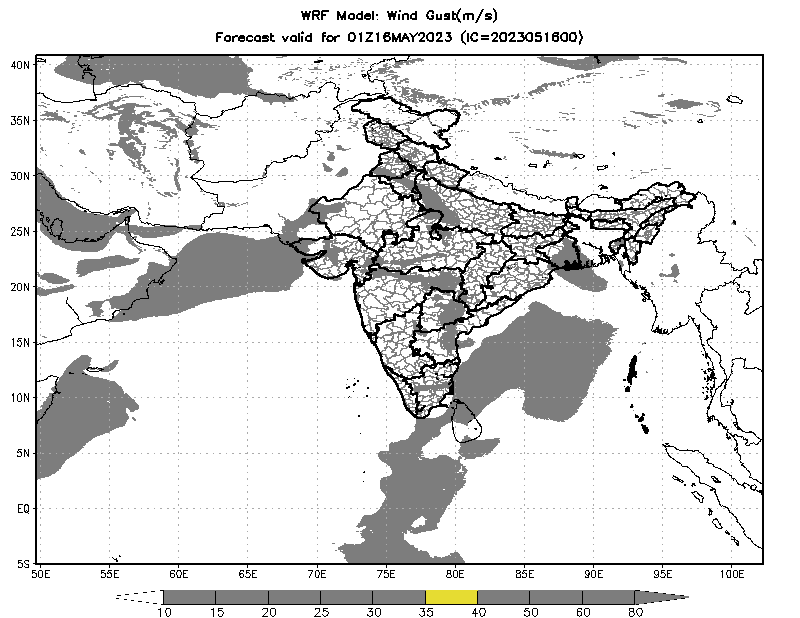 WRF Model: Wind Gust(m/s)
Forecast valid for 01Z16MAY2023 (IC=2023051600)
40N
35N
30N
25N
20N
15N
10N
5N
EQ
5S
50E 55E 60E 65E 70E 75E 80E 85E 90E 95E 100E
10 15 20 25 30 35 40 50 60 80